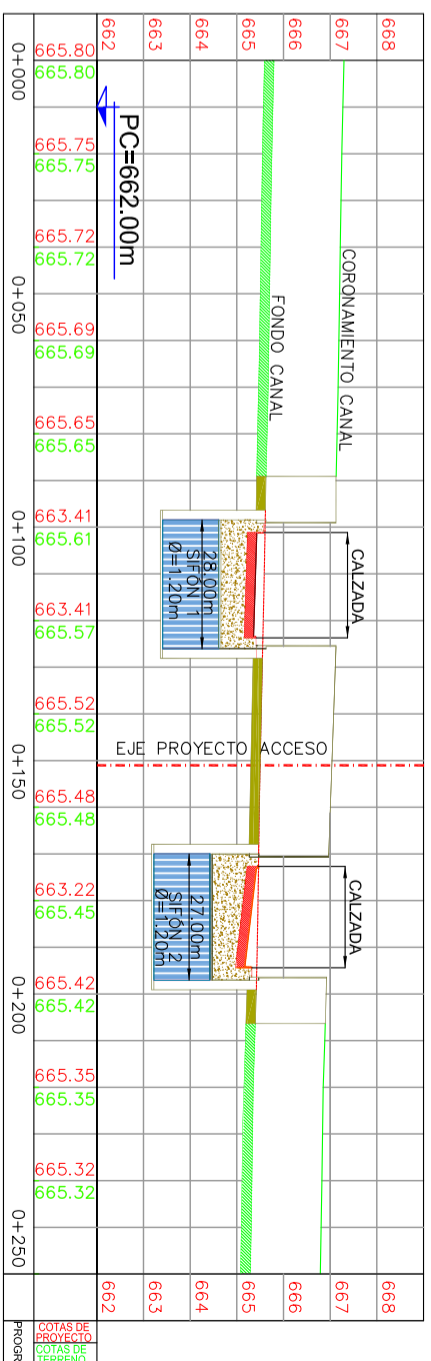 668
667
666
665
664
663
662
668
667
666
665
664
663
662
CORONAMIENTO CANAL
FONDO CANAL
PC=662.00m
CALZADA
28.00m
SIFÓN 1
Ø=1.20m
EJE PROYECTO ACCESO
CALZADA
27.00m
SIFÓN 2
Ø=1.20m
665.80 665.75 665.72 665.69 665.65 663.41 663.41 665.52 665.48 663.22 665.42 665.35 665.32 COTAS DE PROYECTO
665.80 665.75 665.72 665.69 665.65 665.61 665.57 665.52 665.48 665.45 665.42 665.35 665.32 COTAS DE TERRENO
0+000 0+050 0+100 0+150 0+200 0+250 PROGR